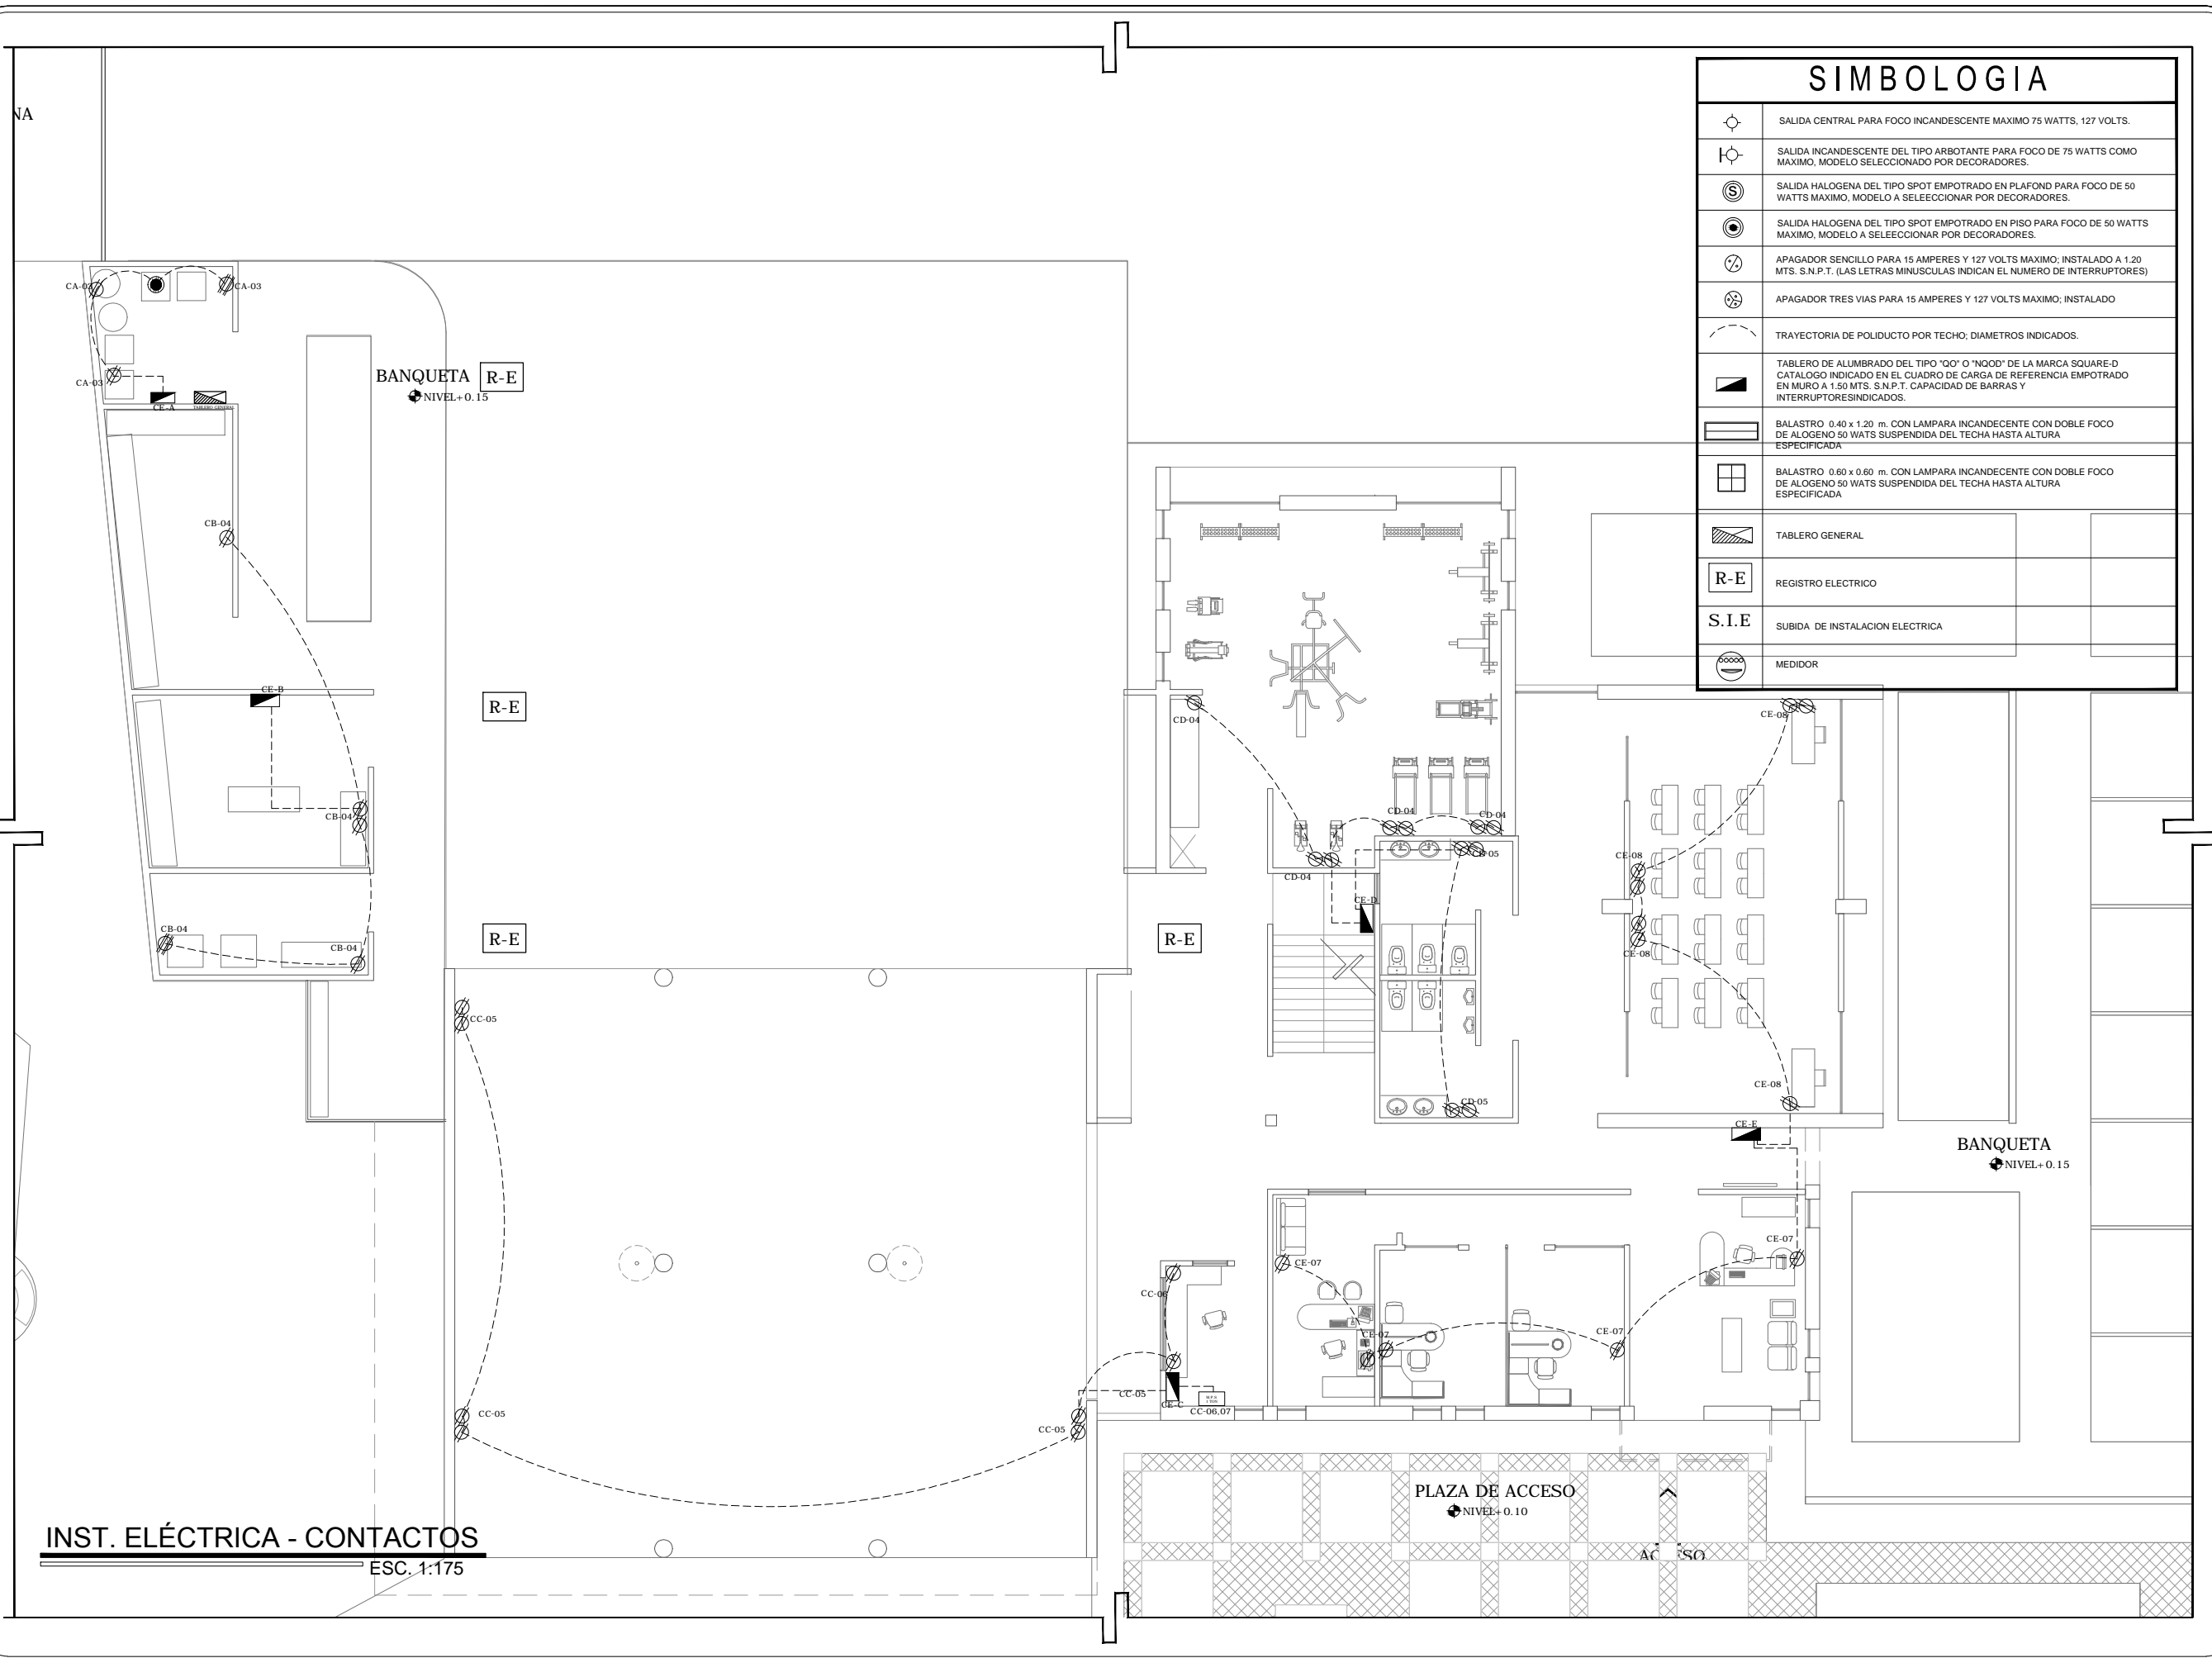 NA
SIMBOLOGIA
SALIDA CENTRAL PARA FOCO INCANDESCENTE MAXIMO 75 WATTS, 127 VOLTS.
SALIDA INCANDESCENTE DEL TIPO ARBOTANTE PARA FOCO DE 75 WATTS COMO
MAXIMO, MODELO SELECCIONADO POR DECORADORES.
S
SALIDA HALOGENA DEL TIPO SPOT EMPOTRADO EN PLAFOND PARA FOCO DE 50
WATTS MAXIMO, MODELO A SELEECCIONAR POR DECORADORES.
SALIDA HALOGENA DEL TIPO SPOT EMPOTRADO EN PISO PARA FOCO DE 50 WATTS
MAXIMO, MODELO A SELEECCIONAR POR DECORADORES.
APAGADOR SENCILLO PARA 15 AMPERES Y 127 VOLTS MAXIMO; INSTALADO A 1.20
MTS. S.N.P.T. (LAS LETRAS MINUSCULAS INDICAN EL NUMERO DE INTERRUPTORES)
APAGADOR TRES VIAS PARA 15 AMPERES Y 127 VOLTS MAXIMO; INSTALADO
TRAYECTORIA DE POLIDUCTO POR TECHO; DIAMETROS INDICADOS.
TABLERO DE ALUMBRADO DEL TIPO "QO" O "NQOD" DE LA MARCA SQUARE-D
CATALOGO INDICADO EN EL CUADRO DE CARGA DE REFERENCIA EMPOTRADO
EN MURO A 1.50 MTS. S.N.P.T. CAPACIDAD DE BARRAS Y
INTERRUPTORESINDICADOS.
BALASTRO 0.40 x 1.20 m. CON LAMPARA INCANDECENTE CON DOBLE FOCO
DE ALOGENO 50 WATS SUSPENDIDA DEL TECHA HASTA ALTURA
ESPECIFICADA
BALASTRO 0.60 x 0.60 m. CON LAMPARA INCANDECENTE CON DOBLE FOCO
DE ALOGENO 50 WATS SUSPENDIDA DEL TECHA HASTA ALTURA
ESPECIFICADA
TABLERO GENERAL
R-E
REGISTRO ELECTRICO
S.I.E
SUBIDA DE INSTALACION ELECTRICA
MEDIDOR
CA-03
CA-03
CA-03
CE-A
TABLERO GENERAL
BANQUETA
R-E
NIVEL+0.15
CB-04
CE-B
R-E
CB-04
CB-04
CB-04
R-E
R-E
CD-04
CD-04
CD-04
CD-04
CD-05
CE-D
CD-05
CE-08
CE-08
CE-08
CE-08
CE-E
BANQUETA
NIVEL+0.15
CC-05
CC-05
CC-05
CC-05
CC-06
CE-C
CC-06,07
CE-07
CE-07
CE-07
CE-07
PLAZA DE ACCESO
NIVEL+0.10
INST. ELÉCTRICA - CONTACTOS
ESC. 1:175